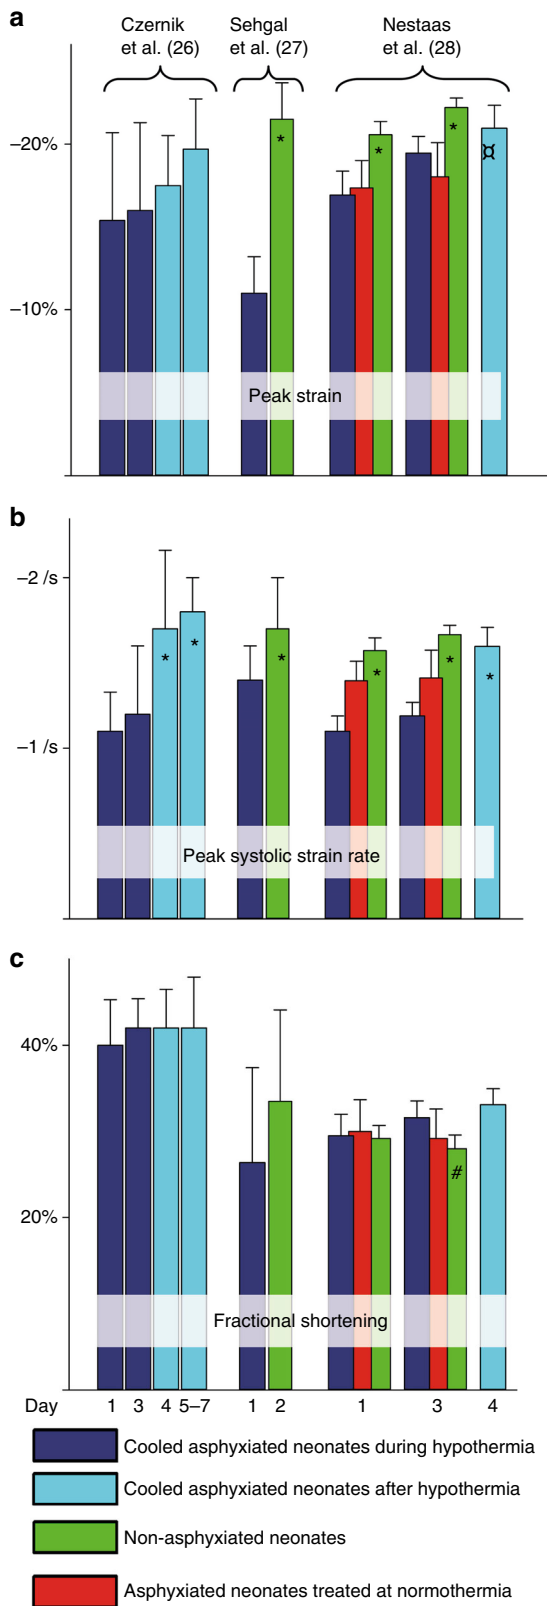 a
Czernik
et al. (26)
Sehgal
et al. (27)
Nestaas
et al. (28)
–20%
* * * ¤
–10%
Peak strain
b
–2 /s
* * * * * *
–1 /s
Peak systolic strain rate
c
40%
#
20%
Fractional shortening
Day 1 3 4 5–7 1 2 1 3 4
Cooled asphyxiated neonates during hypothermia
Cooled asphyxiated neonates after hypothermia
Non-asphyxiated neonates
Asphyxiated neonates treated at normothermia